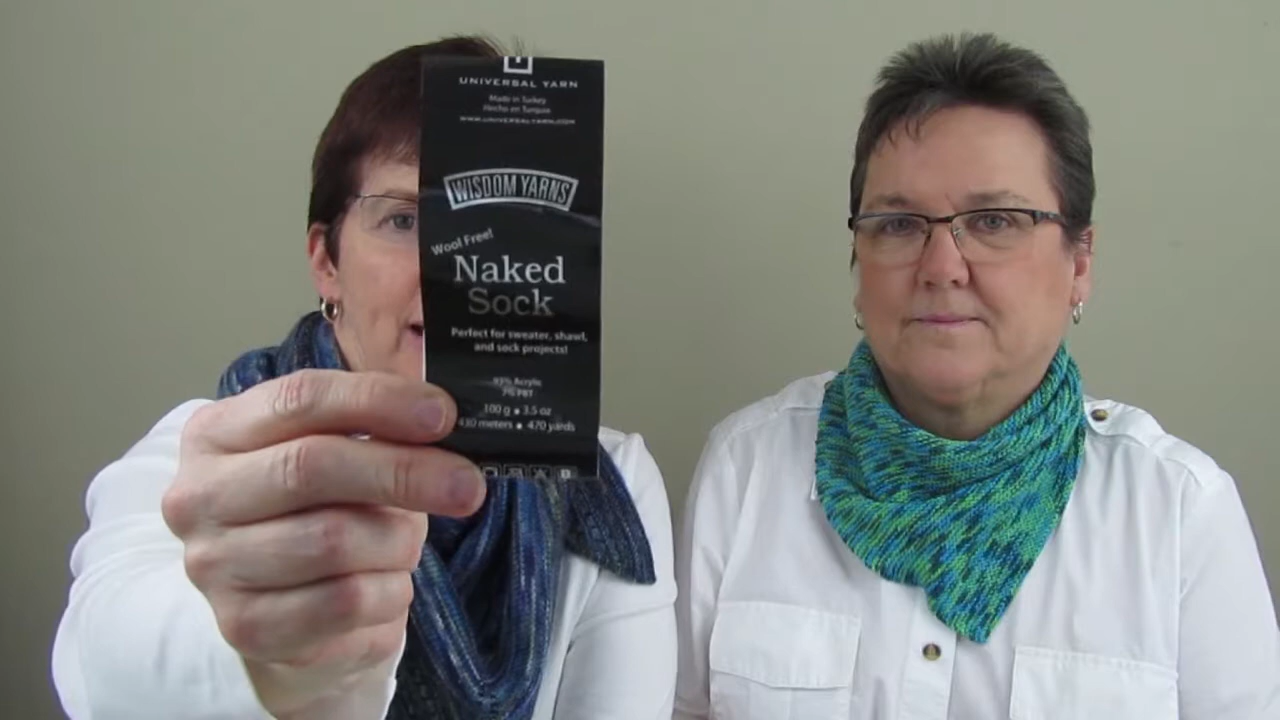 UNIVERSAL YARN
Made in Turkey
Hecho en Turquia
WWW.UNIVERSALYARN.COM
WISDOM YARNS
Wool Free!
Naked
Sock
Perfect for sweater, shawl,
and sock projects!
93% Acrylic
7% PBT
100 g • 3.5 oz
430 meters • 470 yards